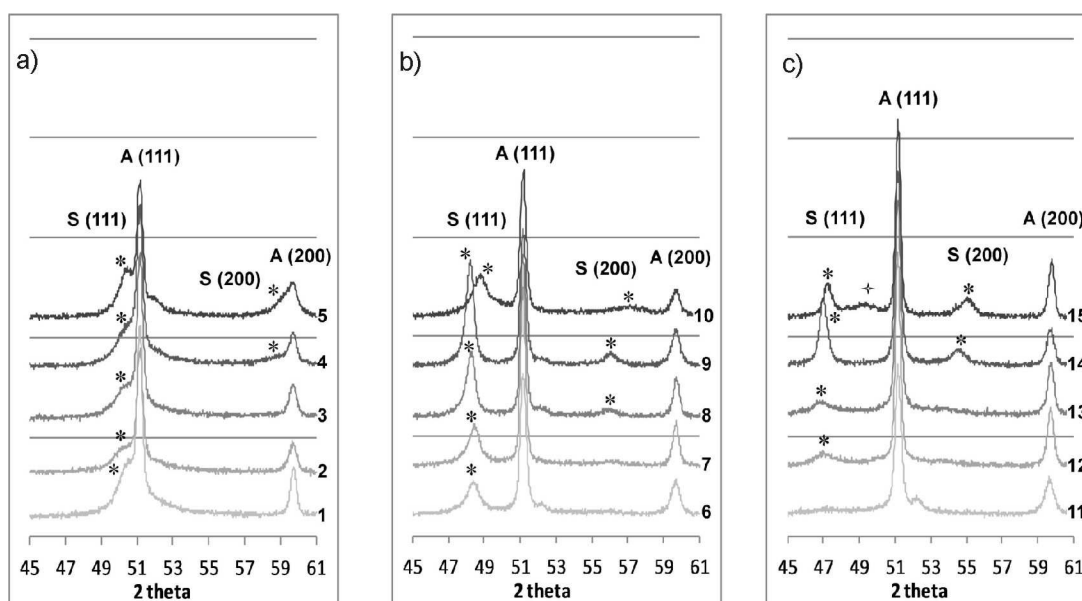 a)
A (111)
S (111)
A (200)
S (200)
*
*
5
*
*
4
*
3
*
2
*
1
45 47 49 51 53 55 57 59 61
2 theta
b)
A (111)
S (111)
S (200)
A (200)
*
*
*
10
*
*
9
*
8
*
7
*
6
45 47 49 51 53 55 57 59 61
2 theta
c)
A (111)
S (111)
A (200)
S (200)
*
*
15
*
*
14
*
13
*
12
11
45 47 49 51 53 55 57 59 61
2 theta